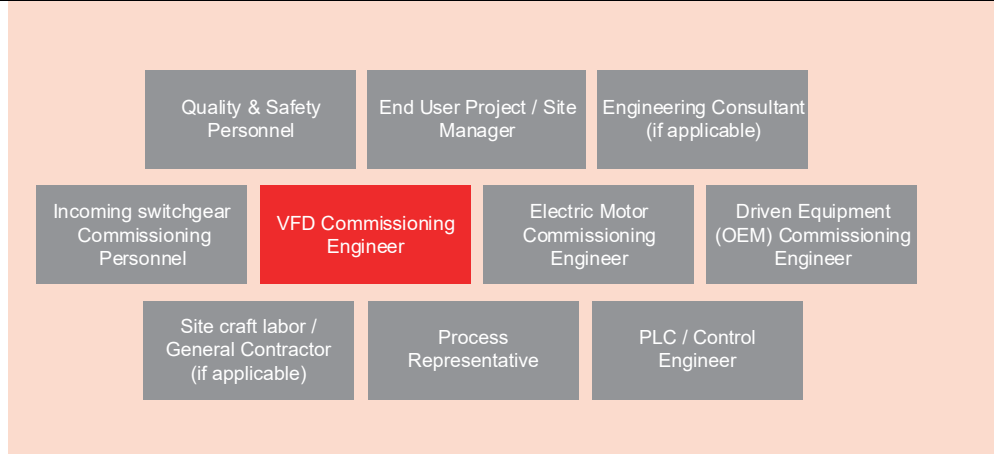 Quality & Safety
Personnel
End User Project / Site
Manager
Engineering Consultant
(if applicable)
Incoming switchgear
Commissioning
Personnel
VFD Commissioning
Engineer
Electric Motor
Commissioning
Engineer
Driven Equipment
(OEM) Commissioning
Engineer
Site craft labor /
General Contractor
(if applicable)
Process
Representative
PLC / Control
Engineer